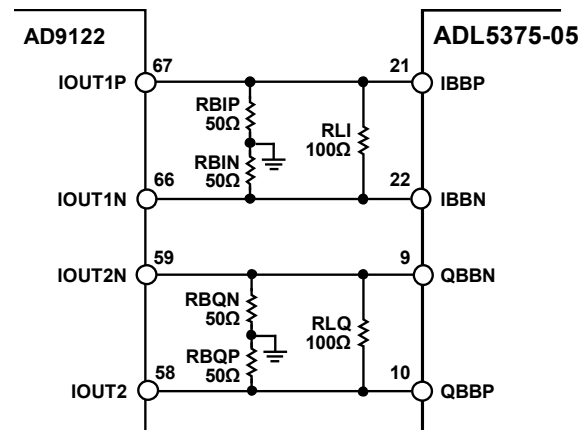 AD9122
ADL5375-05
IOUT1P
67
21
IBBP
RBIP
50Ω
RBIN
50Ω
RLI
100Ω
IOUT1N
66
22
IBBN
IOUT2N
59
9
QBBN
RBQN
50Ω
RBQP
50Ω
RLQ
100Ω
IOUT2
58
10
QBBP